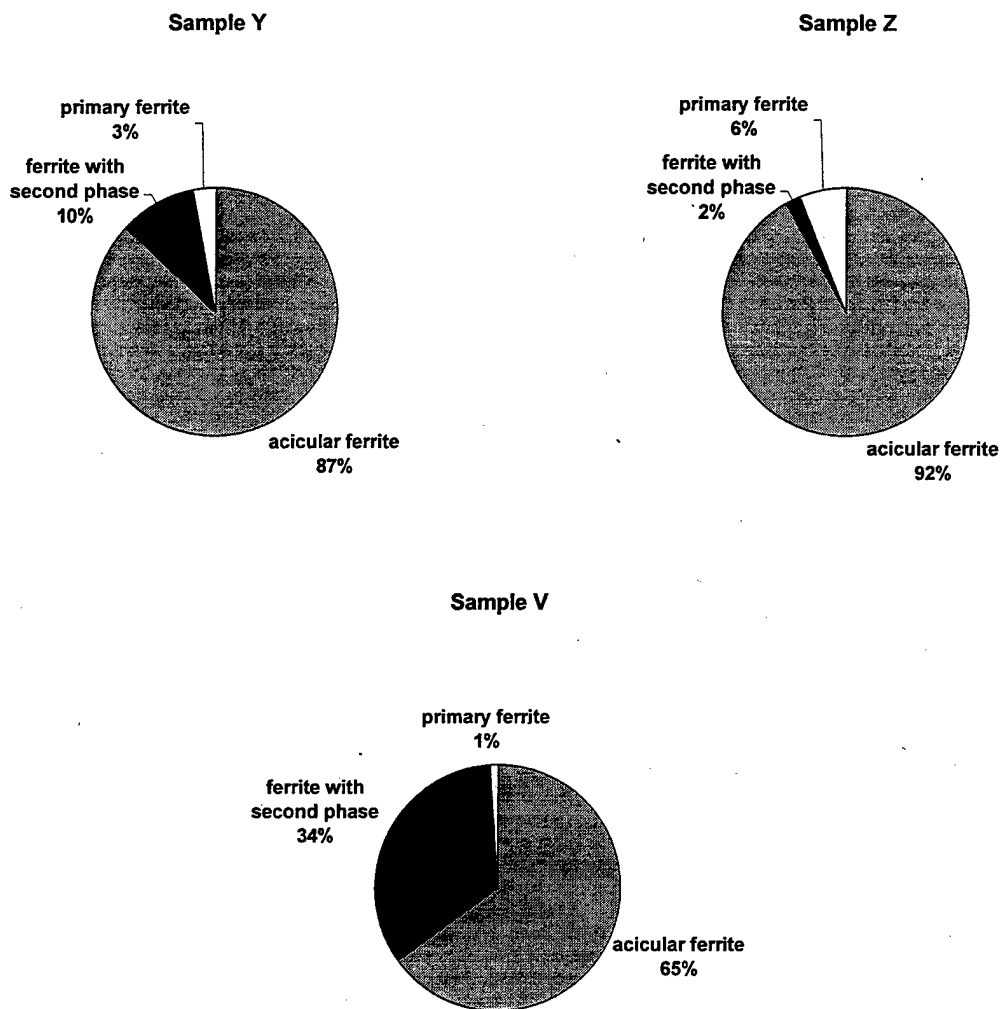 Sample Y
primary ferrite
3%
ferrite with
second phase
10%
acicular ferrite
87%
Sample Z
primary ferrite
6%
ferrite with
second phase
2%
acicular ferrite
92%
Sample V
primary ferrite
1%
ferrite with
second phase
34%
acicular ferrite
65%